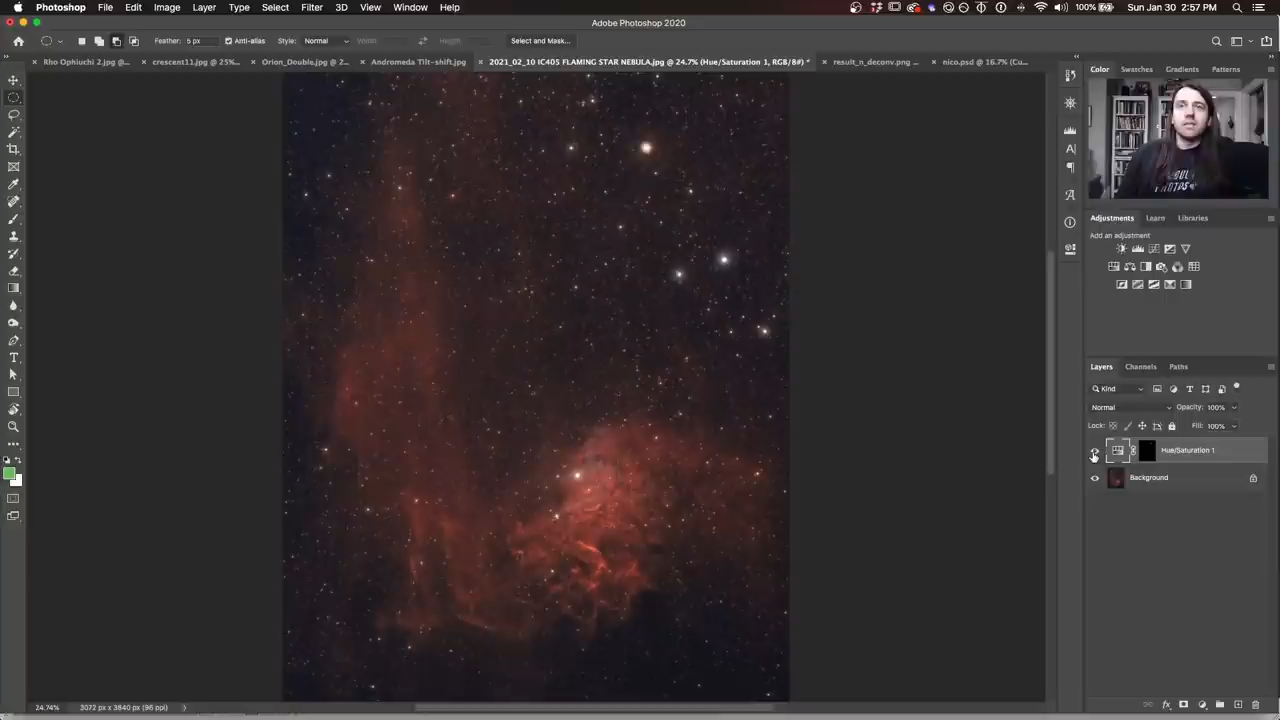 Photoshop File Edit Image Layer Type Select Filter 3D View Window Help 100% Sun Jan 30 2:57 PM
Adobe Photoshop 2020
Feather: 5 px Anti-alias Style: Normal Width: Height: Select and Mask...
Rho Ophiuchi 2.jpg @... crescent11.jpg @ 25%... Orion_Double.jpg @ 2... Andromeda Tilt-shift.jpg 2021_02_10 IC405 FLAMING STAR NEBULA.jpg @ 24.7% (Hue/Saturation 1, RGB/8#) * result_n_deconv.png ... nico.psd @ 16.7% (Cu...
Color Swatches Gradients Patterns
Adjustments Learn Libraries
Add an adjustment
Layers Channels Paths
Kind
Normal Opacity: 100%
Lock: Fill: 100%
Hue/Saturation 1
Background
24.74% 3072 px x 3840 px (96 ppi)